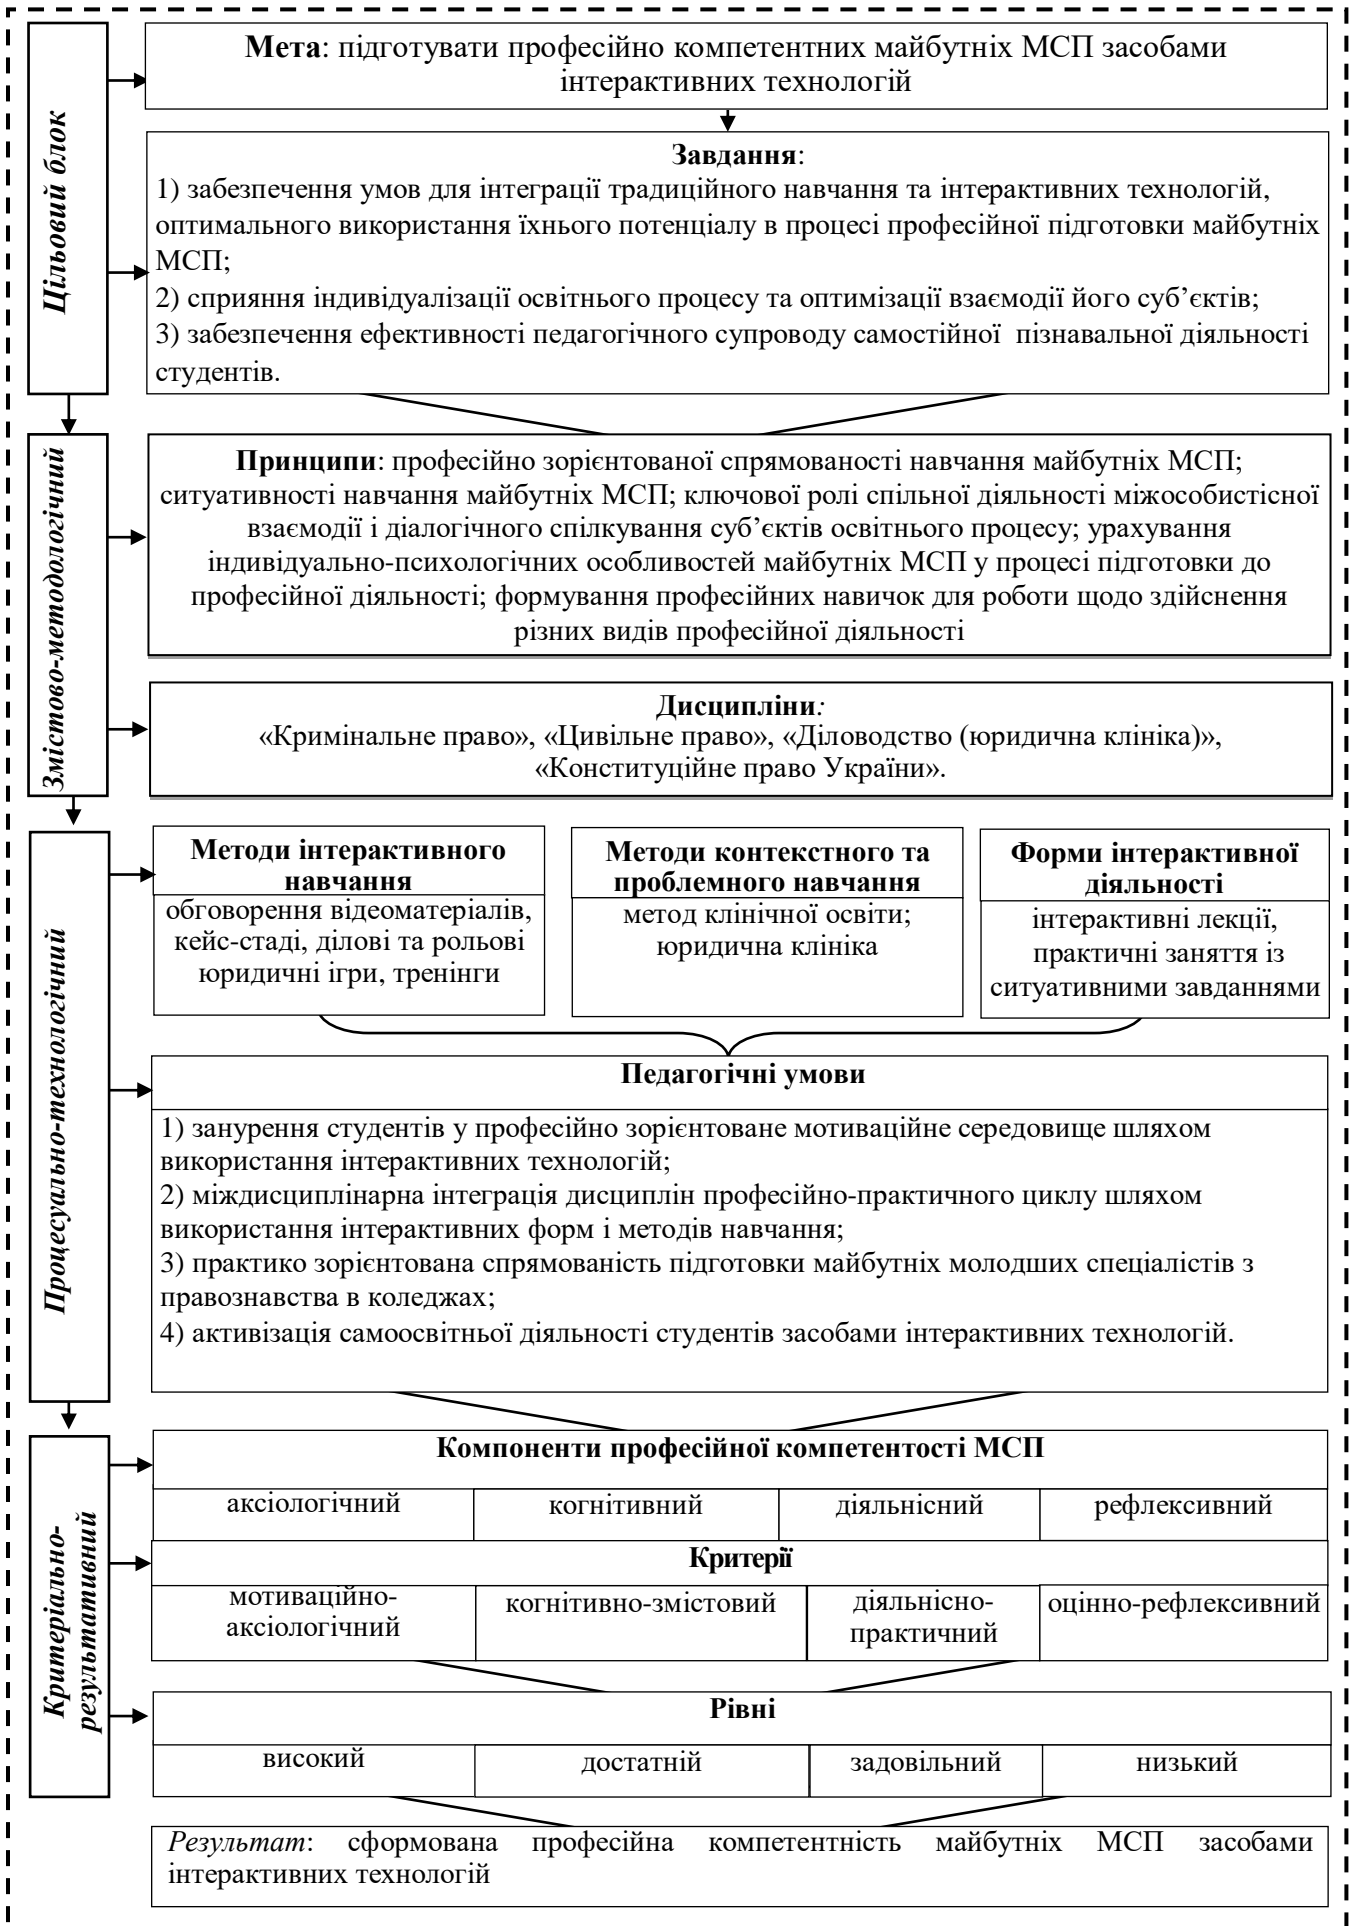 Цільовий блок
Мета: підготувати професійно компетентних майбутніх МСП засобами
інтерактивних технологій
Завдання:
1) забезпечення умов для інтеграції традиційного навчання та інтерактивних технологій,
оптимального використання їхнього потенціалу в процесі професійної підготовки майбутніх
МСП;
2) сприяння індивідуалізації освітнього процесу та оптимізації взаємодії його суб’єктів;
3) забезпечення ефективності педагогічного супроводу самостійної пізнавальної діяльності
студентів.
Змістово-методологічний
Принципи: професійно зорієнтованої спрямованості навчання майбутніх МСП;
ситуативності навчання майбутніх МСП; ключової ролі спільної діяльності міжособистісної
взаємодії і діалогічного спілкування суб’єктів освітнього процесу; урахування
індивідуально-психологічних особливостей майбутніх МСП у процесі підготовки до
професійної діяльності; формування професійних навичок для роботи щодо здійснення
різних видів професійної діяльності
Дисципліни:
«Кримінальне право», «Цивільне право», «Діловодство (юридична клініка)»,
«Конституційне право України».
Процесуально-технологічний
Методи інтерактивного
навчання
обговорення відеоматеріалів,
кейс-стаді, ділові та рольові
юридичні ігри, тренінги
Методи контекстного та
проблемного навчання
метод клінічної освіти;
юридична клініка
Форми інтерактивної
діяльності
інтерактивні лекції,
практичні заняття із
ситуативними завданнями
Педагогічні умови
1) занурення студентів у професійно зорієнтоване мотиваційне середовище шляхом
використання інтерактивних технологій;
2) міждисциплінарна інтеграція дисциплін професійно-практичного циклу шляхом
використання інтерактивних форм і методів навчання;
3) практико зорієнтована спрямованість підготовки майбутніх молодших спеціалістів з
правознавства в коледжах;
4) активізація самоосвітньої діяльності студентів засобами інтерактивних технологій.
Критеріально-
результативний
Компоненти професійної компетентості МСП
аксіологічний
когнітивний
діяльнісний
рефлексивний
Критерії
мотиваційно-
аксіологічний
когнітивно-змістовий
діяльнісно-
практичний
оцінно-рефлексивний
Рівні
високий
достатній
задовільний
низький
Результат: сформована професійна компетентність майбутніх МСП засобами
інтерактивних технологій